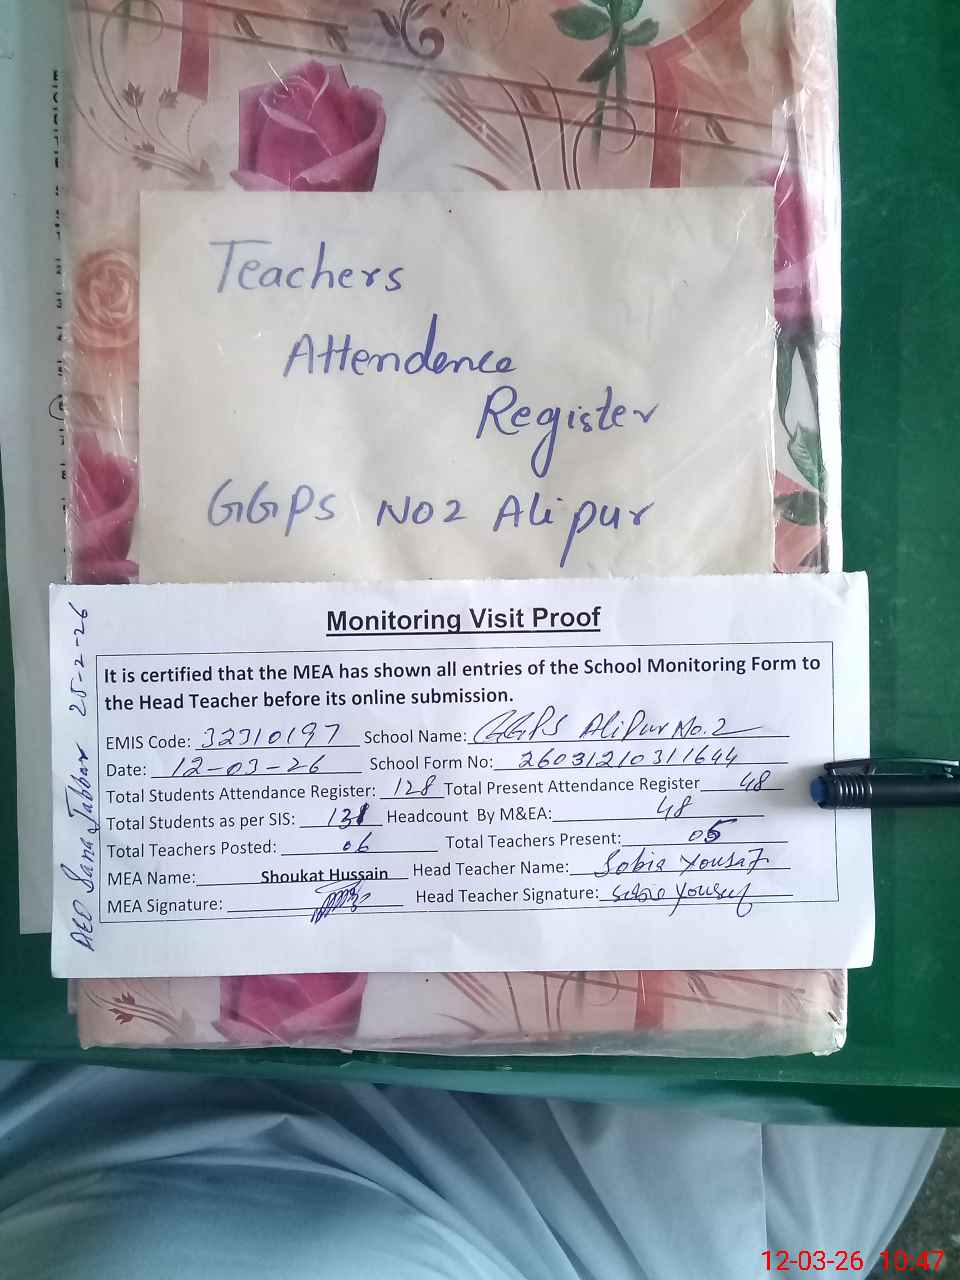 Teachers
Attendence
Register
GGPS NO2 Alipur
Monitoring Visit Proof
It is certified that the MEA has shown all entries of the School Monitoring Form to
the Head Teacher before its online submission.
EMIS Code: 32310197 School Name: GGPS AliPur No.2
Date: 12-03-26 School Form No: 26031210311644
Total Students Attendance Register: 128 Total Present Attendance Register 48
Total Students as per SIS: 131 Headcount By M&EA: 48
Total Teachers Posted: 06 Total Teachers Present: 05
MEA Name: Shoukat Hussain Head Teacher Name: Sobia Yousaf
MEA Signature: Head Teacher Signature: Sobia Yousuf
AEO Sana Jabbar 25-2-26
12-03-26 10:47